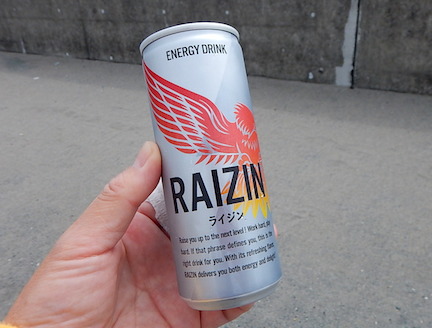 ENERGY DRINK
RAIZIN
ライジン
Raise you up to the next level! Work hard, play
hard. If that phrase defines you, this is the
right drink for you. With its refreshing flavor
RAIZIN delivers you both energy and delight!